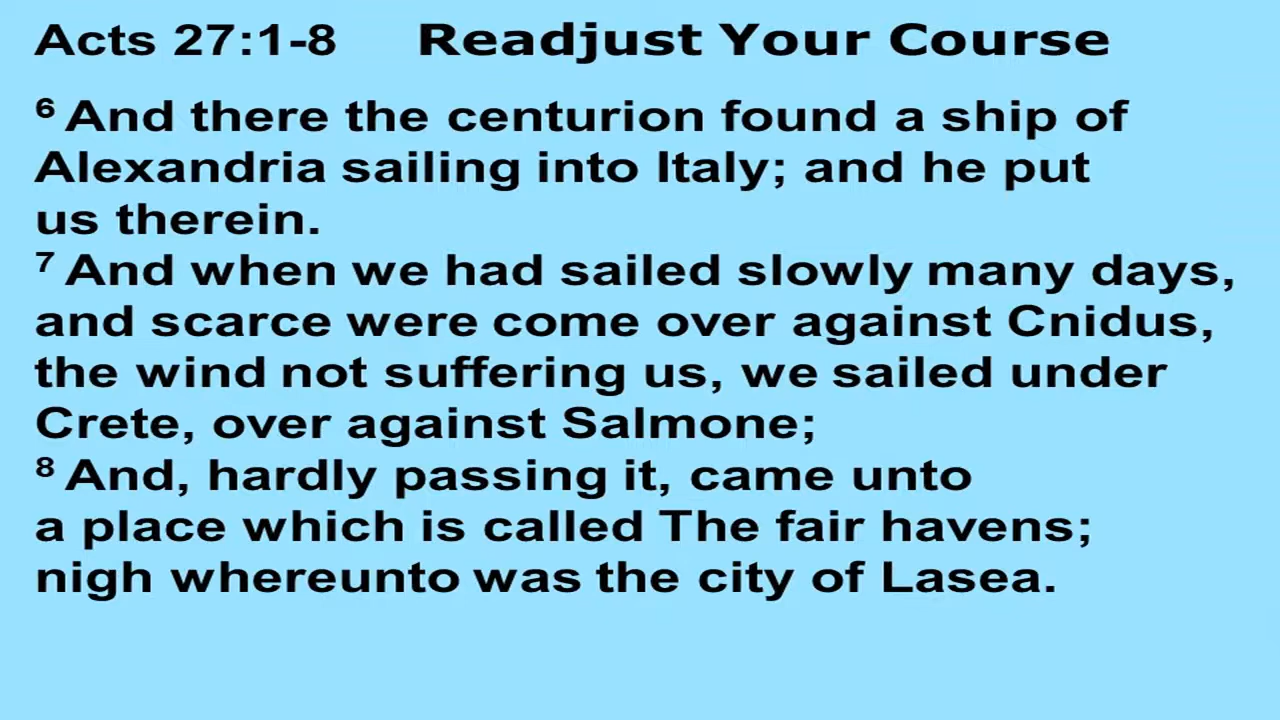 Acts 27:1-8 Readjust Your Course
⁶ And there the centurion found a ship of
Alexandria sailing into Italy; and he put
us therein.
⁷ And when we had sailed slowly many days,
and scarce were come over against Cnidus,
the wind not suffering us, we sailed under
Crete, over against Salmone;
⁸ And, hardly passing it, came unto
a place which is called The fair havens;
nigh whereunto was the city of Lasea.